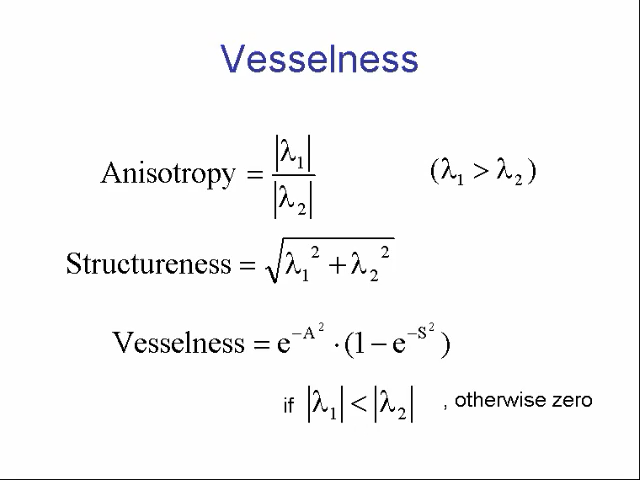 Vesselness
Anisotropy = |λ₁| / |λ₂| (λ₁ > λ₂)
Structureness = √(λ₁² + λ₂²)
Vesselness = e^(−A²) · (1 − e^(−S²))
if |λ₁| < |λ₂| , otherwise zero